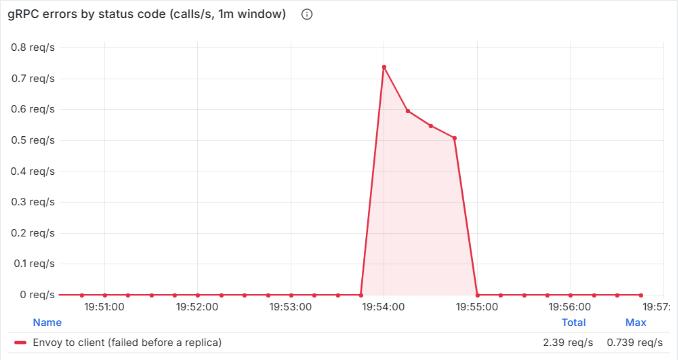 gRPC errors by status code (calls/s, 1m window)
0.8 req/s
0.7 req/s
0.6 req/s
0.5 req/s
0.4 req/s
0.3 req/s
0.2 req/s
0.1 req/s
0 req/s
19:51:00 19:52:00 19:53:00 19:54:00 19:55:00 19:56:00 19:57:
Name Total Max
Envoy to client (failed before a replica) 2.39 req/s 0.739 req/s